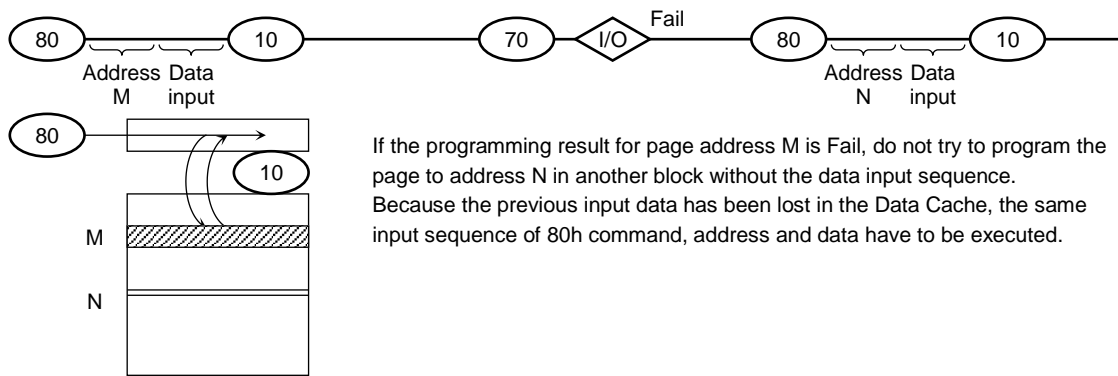 Fail
80 10 70 I/O 80 10
Address Data Address Data
M input N input
80
10
M
N
If the programming result for page address M is Fail, do not try to program the
page to address N in another block without the data input sequence.
Because the previous input data has been lost in the Data Cache, the same
input sequence of 80h command, address and data have to be executed.